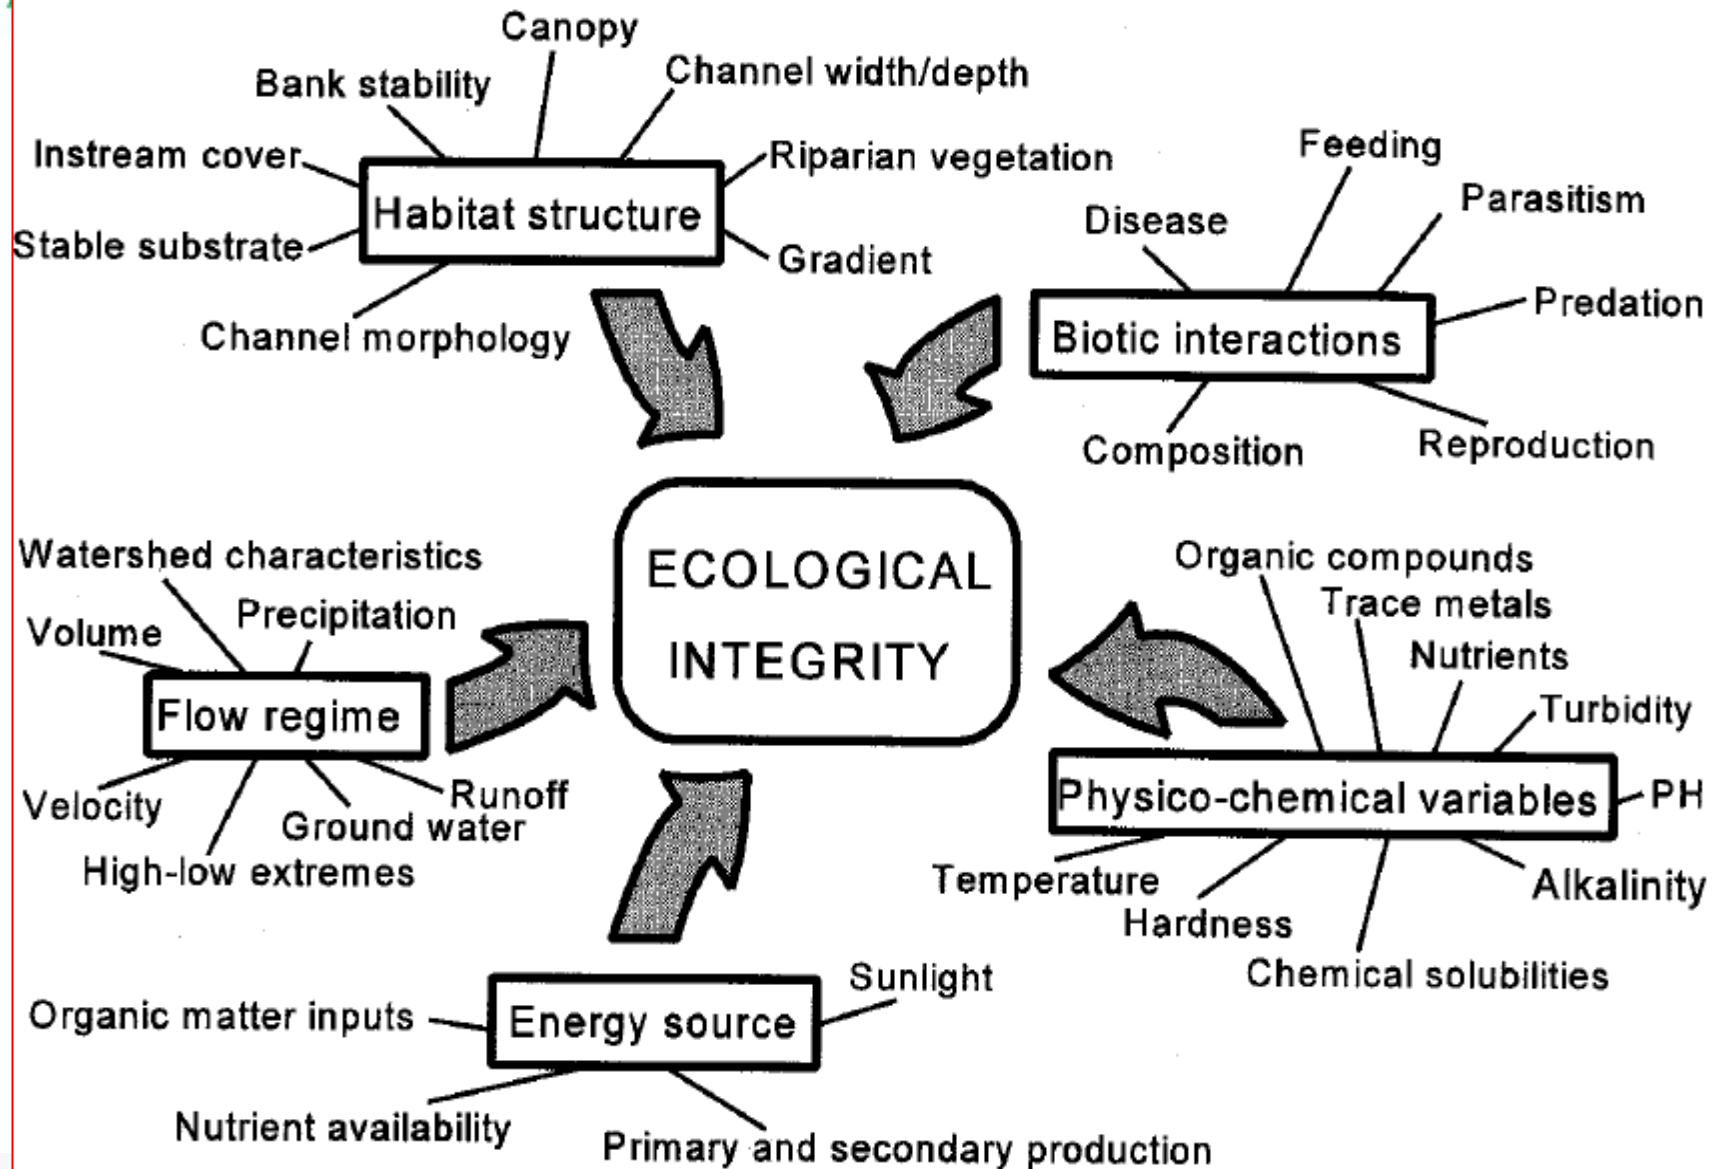 Canopy
Bank stability
Channel width/depth
Instream cover
Riparian vegetation
Habitat structure
Stable substrate
Gradient
Channel morphology
Feeding
Parasitism
Disease
Predation
Biotic interactions
Composition
Reproduction
ECOLOGICAL
INTEGRITY
Watershed characteristics
Precipitation
Volume
Flow regime
Velocity
Runoff
Ground water
High-low extremes
Organic compounds
Trace metals
Nutrients
Turbidity
Physico-chemical variables
PH
Temperature
Alkalinity
Hardness
Chemical solubilities
Sunlight
Organic matter inputs
Energy source
Nutrient availability
Primary and secondary production